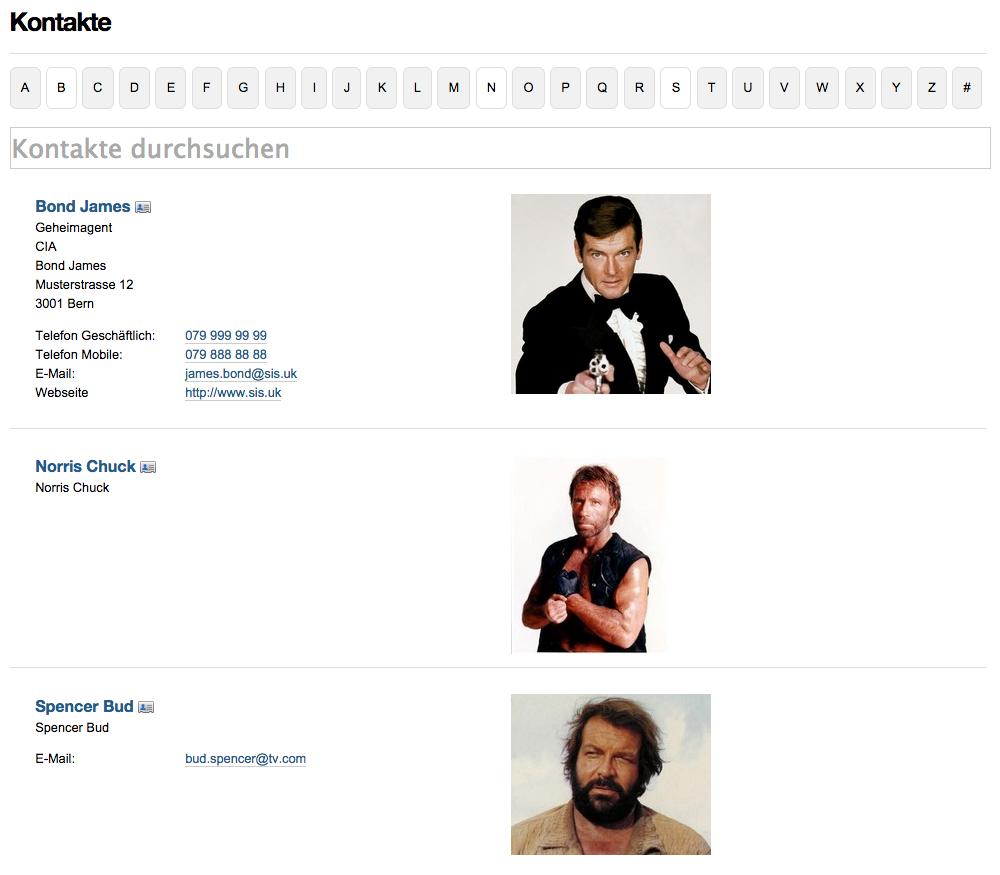 Kontakte
A B C D E F G H I J K L M N O P Q R S T U V W X Y Z #
Kontakte durchsuchen
Bond James
Geheimagent
CIA
Bond James
Musterstrasse 12
3001 Bern
Telefon Geschäftlich: 079 999 99 99
Telefon Mobile: 079 888 88 88
E-Mail: james.bond@sis.uk
Webseite http://www.sis.uk
Norris Chuck
Norris Chuck
Spencer Bud
Spencer Bud
E-Mail: bud.spencer@tv.com